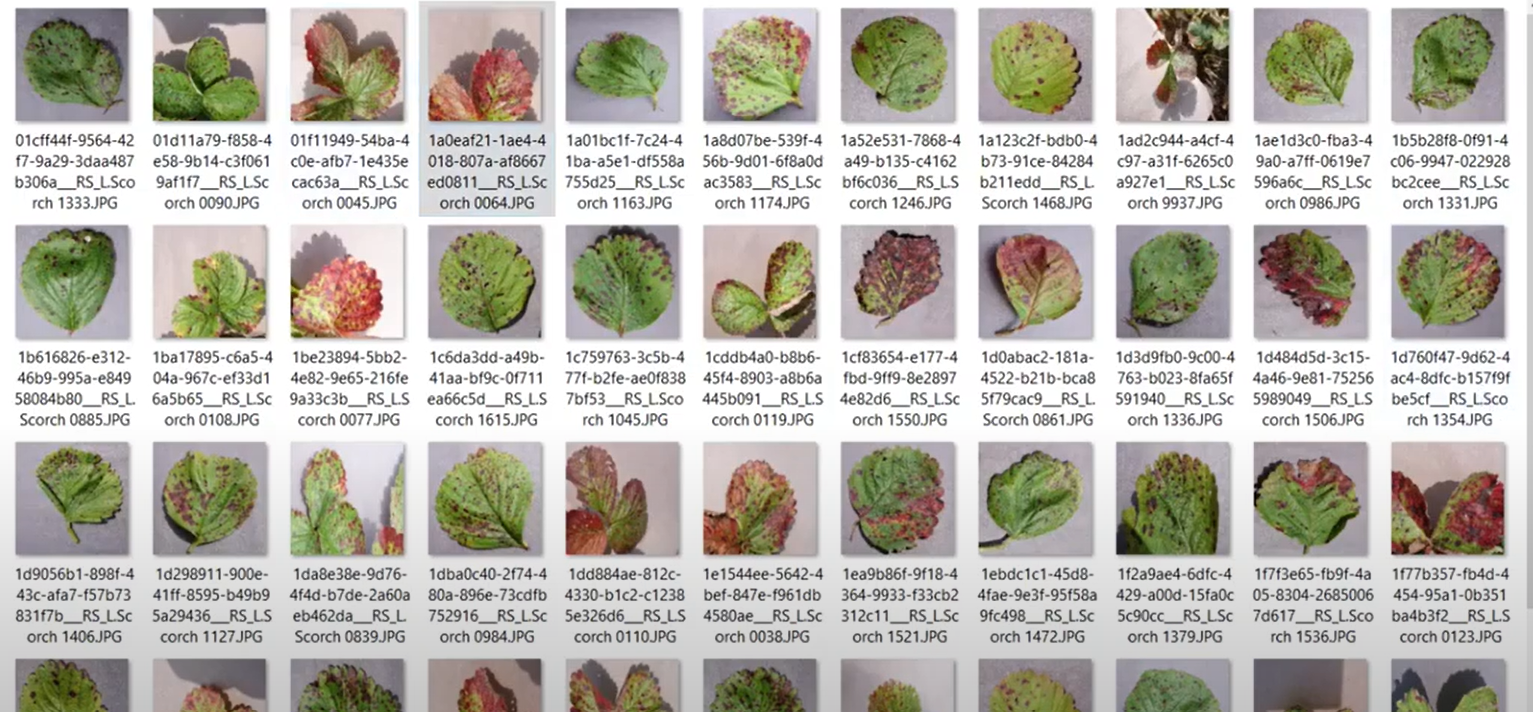 01cff44f-9564-42
f7-9a29-3daa487
b306a___RS_L.Sco
rch 1333.JPG
01d11a79-f858-4
e58-9b14-c3f061
9af1f7___RS_L.Sc
orch 0090.JPG
01f11949-54ba-4
c0e-afb7-1e435e
cac63a___RS_L.Sc
orch 0045.JPG
1a0eaf21-1ae4-4
018-807a-af8667
ed0811___RS_L.Sc
orch 0064.JPG
1a01bc1f-7c24-4
1ba-a5e1-df558a
755d25___RS_L.Sc
orch 1163.JPG
1a8d07be-539f-4
56b-9d01-6f8a0d
ac3583___RS_L.Sc
orch 1174.JPG
1a52e531-7868-4
a49-b135-c4162
bf6c036___RS_L.S
corch 1246.JPG
1a123c2f-bdb0-4
b73-91ce-84284
b211edd___RS_L.
Scorch 1468.JPG
1ad2c944-a4cf-4
c97-a31f-6265c0
a927e1___RS_L.Sc
orch 9937.JPG
1ae1d3c0-fba3-4
9a0-a7ff-0619e7
596a6c___RS_L.Sc
orch 0986.JPG
1b5b28f8-0f91-4
c06-9947-022928
bc2cee___RS_L.Sc
orch 1331.JPG
1b616826-e312-
46b9-995a-e849
58084b80___RS_L.
Scorch 0885.JPG
1ba17895-c6a5-4
04a-967c-ef33d1
6a5b65___RS_L.Sc
orch 0108.JPG
1be23894-5bb2-
4e82-9e65-216fe
9a33c3b___RS_L.S
corch 0077.JPG
1c6da3dd-a49b-
41aa-bf9c-0f711
ea66c5d___RS_L.S
corch 1615.JPG
1c759763-3c5b-4
77f-b2fe-ae0f838
7bf53___RS_L.Sco
rch 1045.JPG
1cddb4a0-b8b6-
45f4-8903-a8b6a
445b091___RS_L.S
corch 0119.JPG
1cf83654-e177-4
fbd-9ff9-8e2897
4e82d6___RS_L.Sc
orch 1550.JPG
1d0abac2-181a-
4522-b21b-bca8
5f79cac9___RS_L.
Scorch 0861.JPG
1d3d9fb0-9c00-4
763-b023-8fa65f
591940___RS_L.Sc
orch 1336.JPG
1d484d5d-3c15-
4a46-9e81-75256
5989049___RS_L.S
corch 1506.JPG
1d760f47-9d62-4
ac4-8dfc-b157f9f
be5cf___RS_L.Sco
rch 1354.JPG
1d9056b1-898f-4
43c-afa7-f57b73
831f7b___RS_L.Sc
orch 1406.JPG
1d298911-900e-
41ff-8595-b49b9
5a29436___RS_L.S
corch 1127.JPG
1da8e38e-9d76-
4f4d-b7de-2a60a
eb462da___RS_L.
Scorch 0839.JPG
1dba0c40-2f74-4
80a-896e-73cdfb
752916___RS_L.Sc
orch 0984.JPG
1dd884ae-812c-
4330-b1c2-c1238
5e326d6___RS_L.S
corch 0110.JPG
1e1544ee-5642-4
bef-847e-f961db
4580ae___RS_L.Sc
orch 0038.JPG
1ea9b86f-9f18-4
364-9933-f33cb2
312c11___RS_L.Sc
orch 1521.JPG
1ebdc1c1-45d8-
4fae-9e3f-95f58a
9fc498___RS_L.Sc
orch 1472.JPG
1f2a9ae4-6dfc-4
429-a00d-15fa0c
5c90cc___RS_L.Sc
orch 1379.JPG
1f7f3e65-fb9f-4a
05-8304-2685006
7d617___RS_L.Sco
rch 1536.JPG
1f77b357-fb4d-4
454-95a1-0b351
ba4b3f2___RS_L.S
corch 0123.JPG